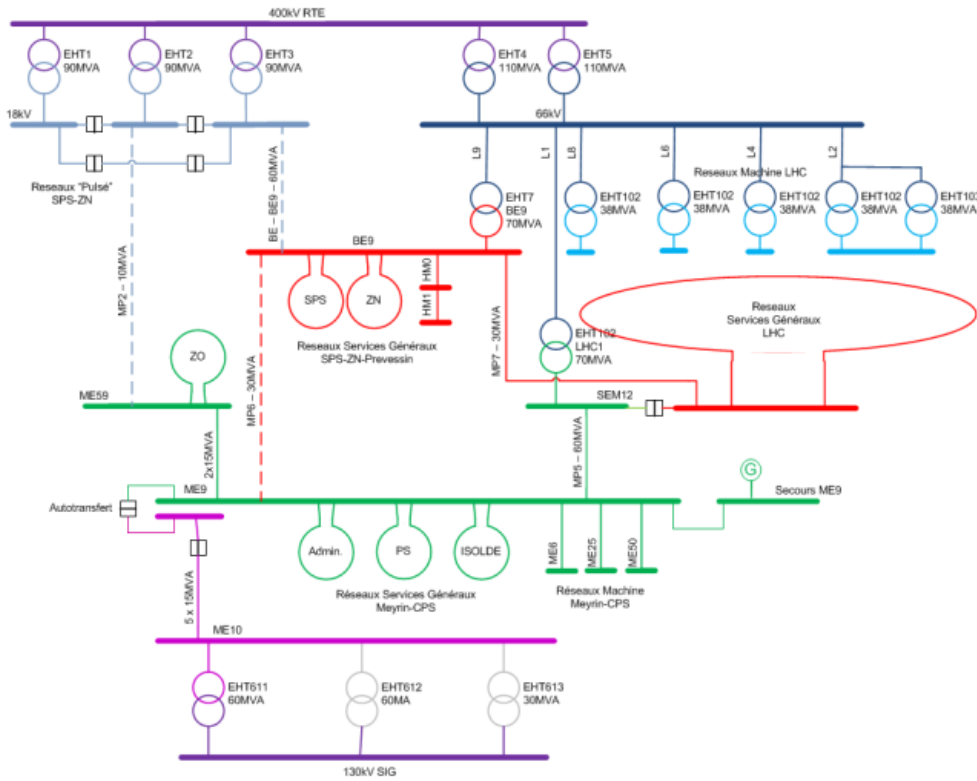 400kV RTE
EHT1
90MVA
EHT2
90MVA
EHT3
90MVA
EHT4
110MVA
EHT5
110MVA
18kV
66kV
Reseaux "Pulsé"
SPS-ZN
MP2 – 10MVA
BE – BE9 – 60MVA
L9
L1
L8
L6
L4
L2
Reseaux Machine LHC
EHT7
BE9
70MVA
EHT102
38MVA
EHT102
38MVA
EHT102
38MVA
EHT102
38MVA
EHT103
38MVA
BE9
SPS
ZN
HM0
HM1
Reseaux Services Généraux
SPS-ZN-Prevessin
MP6 – 30MVA
MP7 – 30MVA
EHT102
LHC1
70MVA
Reseaux
Services Généraux
LHC
ZO
ME59
SEM12
2x15MVA
MP5 – 60MVA
G
ME9
Secours ME9
Autotransfert
Admin.
PS
ISOLDE
ME6
ME25
ME50
Réseaux Services Généraux
Meyrin-CPS
Réseaux Machine
Meyrin-CPS
5 x 15MVA
ME10
EHT611
60MVA
EHT612
60MA
EHT613
30MVA
130kV SIG